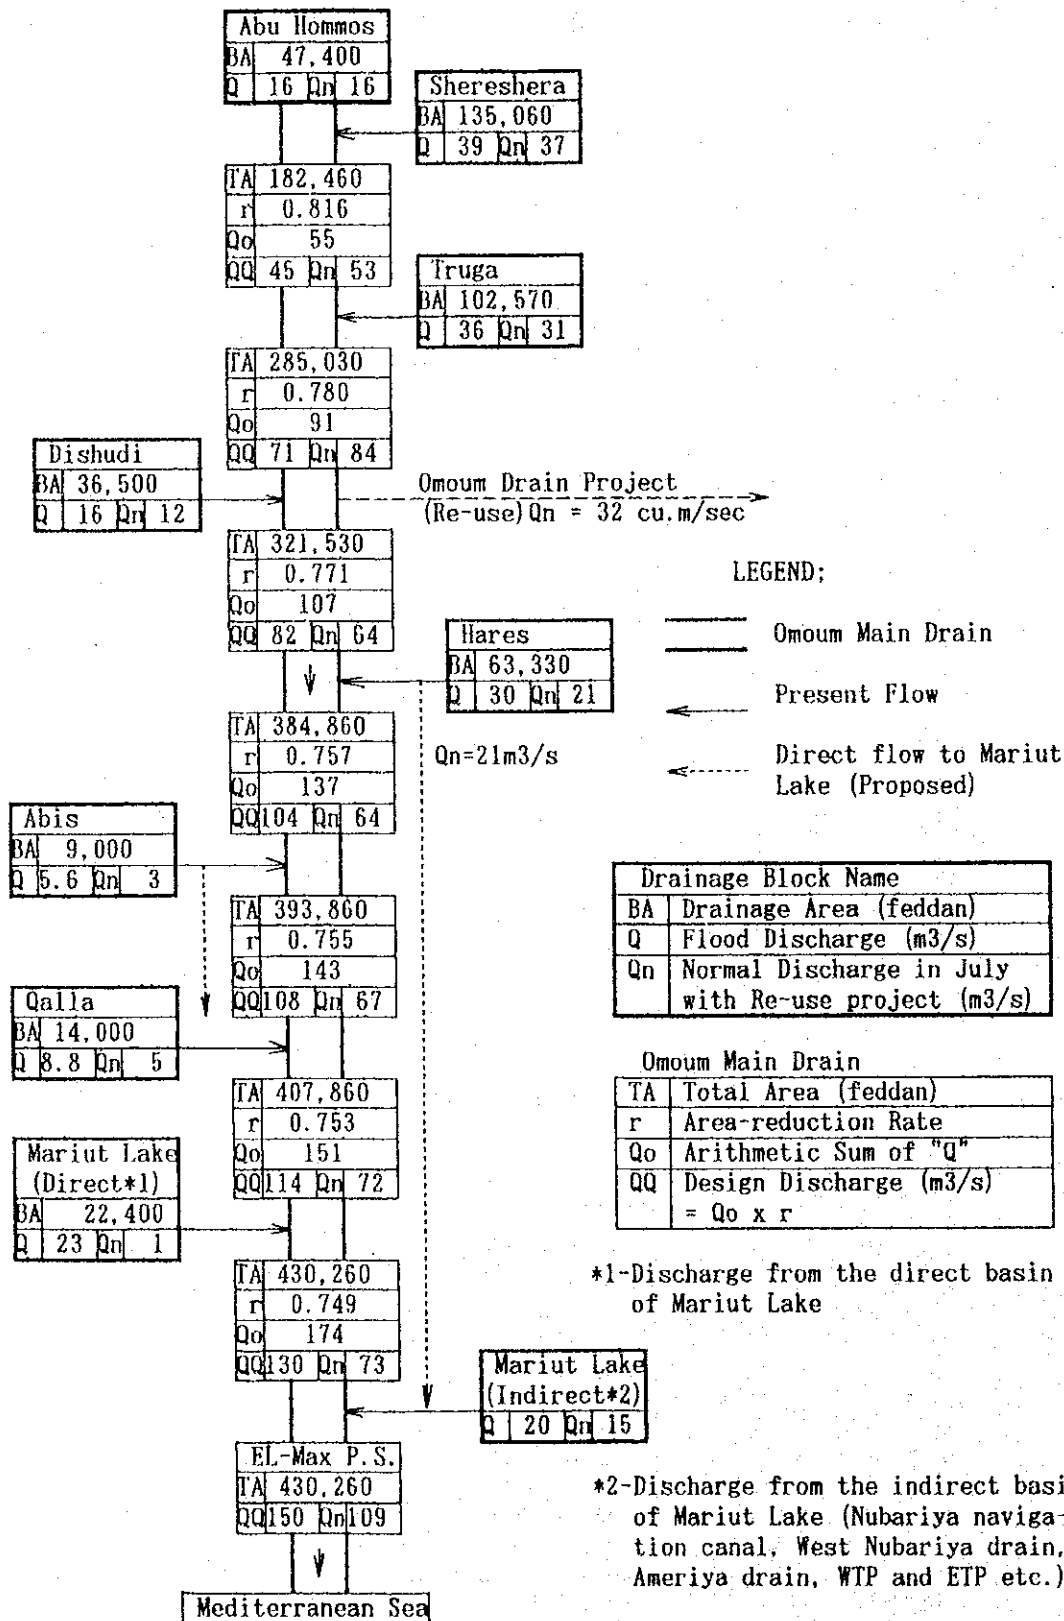 Abu Hommos
BA 47,400
Q 16 Qn 16
Shereshera
BA 135,060
Q 39 Qn 37
TA 182,460
r 0.816
Qo 55
QQ 45 Qn 53
Truga
BA 102,570
Q 36 Qn 31
TA 285,030
r 0.780
Qo 91
QQ 71 Qn 84
Dishudi
BA 36,500
Q 16 Qn 12
Omoum Drain Project
(Re-use) Qn = 32 cu.m/sec
TA 321,530
r 0.771
Qo 107
QQ 82 Qn 64
Hares
BA 63,330
Q 30 Qn 21
TA 384,860
r 0.757
Qo 137
QQ 104 Qn 64
Qn=21m3/s
Abis
BA 9,000
Q 5.6 Qn 3
TA 393,860
r 0.755
Qo 143
QQ 108 Qn 67
Qalla
BA 14,000
Q 8.8 Qn 5
TA 407,860
r 0.753
Qo 151
QQ 114 Qn 72
Mariut Lake
(Direct*1)
BA 22,400
Q 23 Qn 1
TA 430,260
r 0.749
Qo 174
QQ 130 Qn 73
Mariut Lake
(Indirect*2)
Q 20 Qn 15
EL-Max P.S.
TA 430,260
QQ 150 Qn 109
Mediterranean Sea
LEGEND;
Omoum Main Drain
Present Flow
Direct flow to Mariut
Lake (Proposed)
Drainage Block Name
BA Drainage Area (feddan)
Q Flood Discharge (m3/s)
Qn Normal Discharge in July
with Re-use project (m3/s)
Omoum Main Drain
TA Total Area (feddan)
r Area-reduction Rate
Qo Arithmetic Sum of "Q"
QQ Design Discharge (m3/s)
= Qo x r
*1-Discharge from the direct basin
of Mariut Lake
*2-Discharge from the indirect basi
of Mariut Lake (Nubariya naviga-
tion canal, West Nubariya drain,
Ameriya drain, WTP and ETP etc.)